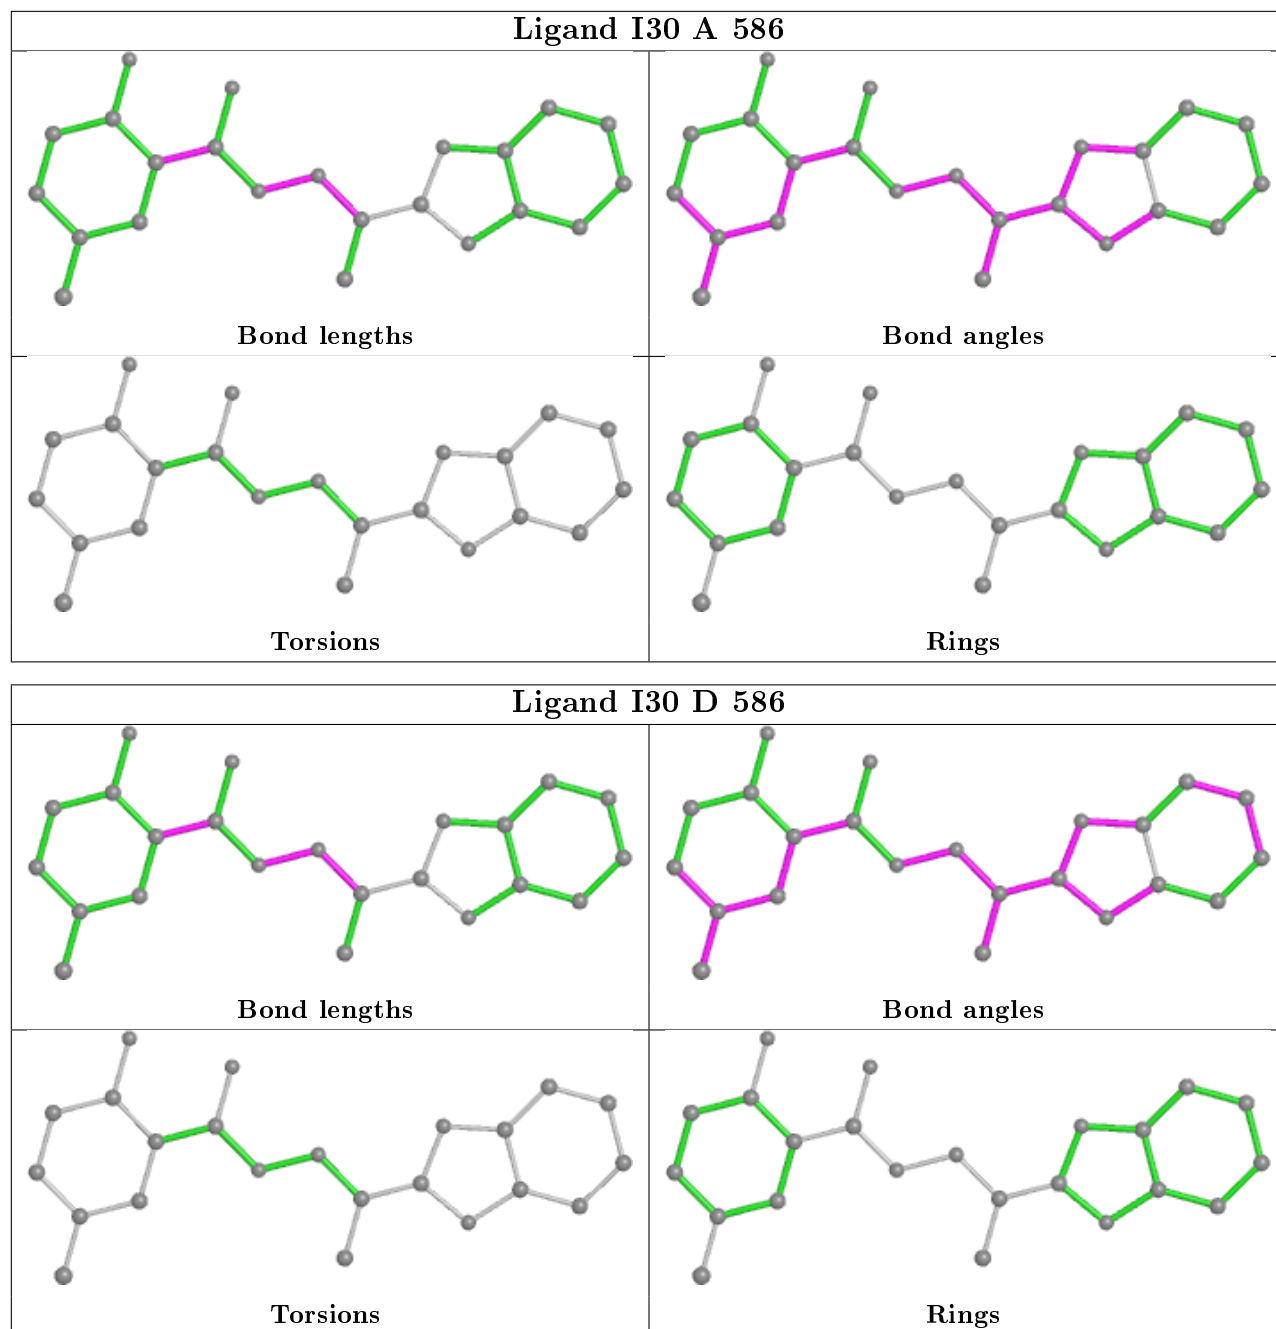 Ligand I30 A 586
Bond lengths
Bond angles
Torsions
Rings
Ligand I30 D 586
Bond lengths
Bond angles
Torsions
Rings